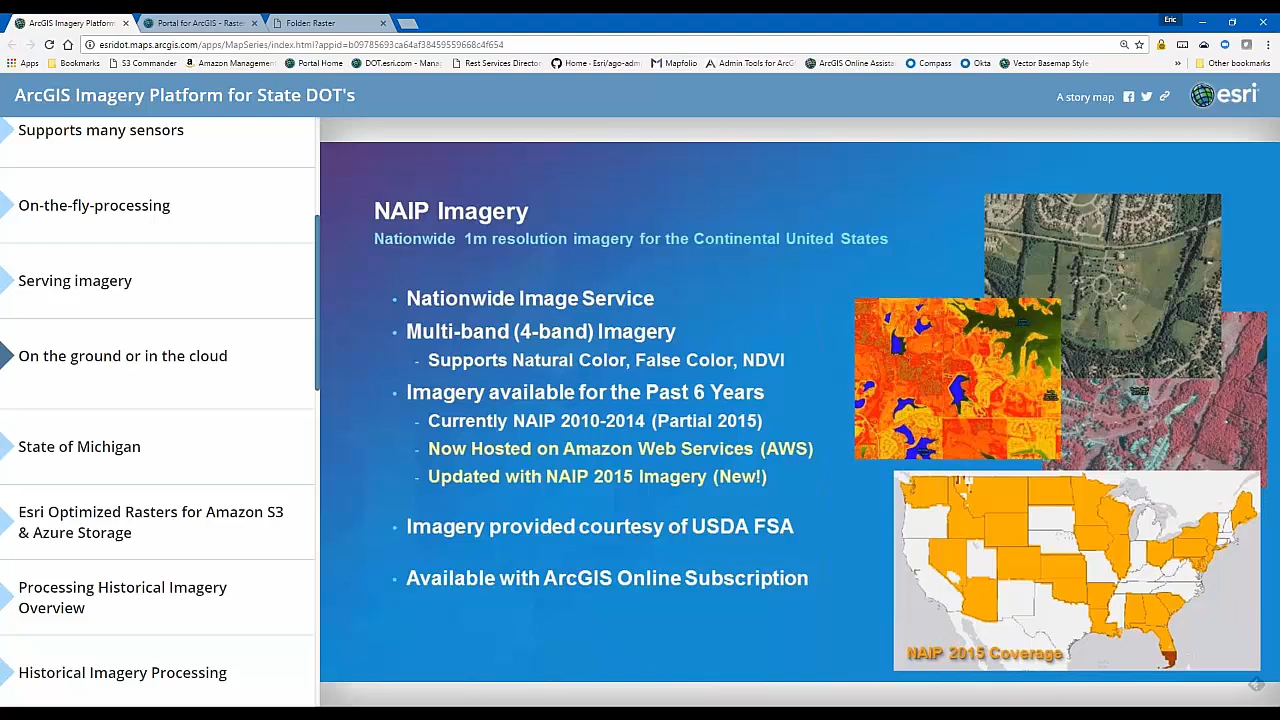 ArcGIS Imagery Platform
Portal for ArcGIS - Raster
Folder: Raster
Eric
esridot.maps.arcgis.com/apps/MapSeries/index.html?appid=b09785693ca64af38459559668c4f654
Apps
Bookmarks
S3 Commander
Amazon Management
Portal Home
DOT.esri.com - Mana
Rest Services Director
Home · Esri/ago-admi
Mapfolio
Admin Tools for ArcG
ArcGIS Online Assista
Compass
Okta
Vector Basemap Style
»
Other bookmarks
ArcGIS Imagery Platform for State DOT's
A story map
esri
Supports many sensors
On-the-fly-processing
Serving imagery
On the ground or in the cloud
State of Michigan
Esri Optimized Rasters for Amazon S3
& Azure Storage
Processing Historical Imagery
Overview
Historical Imagery Processing
NAIP Imagery
Nationwide 1m resolution imagery for the Continental United States
• Nationwide Image Service
• Multi-band (4-band) Imagery
- Supports Natural Color, False Color, NDVI
• Imagery available for the Past 6 Years
- Currently NAIP 2010-2014 (Partial 2015)
- Now Hosted on Amazon Web Services (AWS)
- Updated with NAIP 2015 Imagery (New!)
• Imagery provided courtesy of USDA FSA
• Available with ArcGIS Online Subscription
NAIP 2015 Coverage